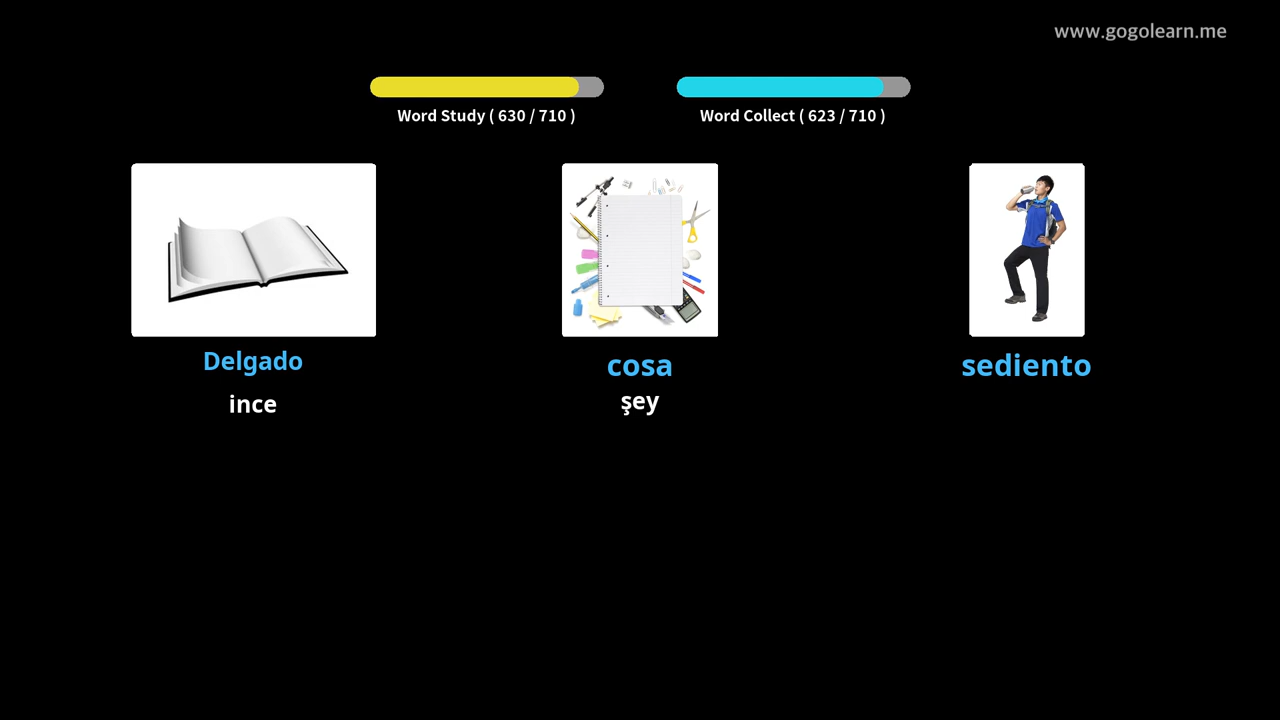 www.gogolearn.me
Word Study ( 630 / 710 )
Word Collect ( 623 / 710 )
Delgado
ince
cosa
şey
sediento